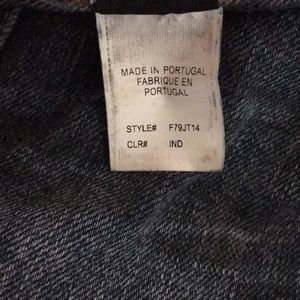 MADE IN PORTUGAL
FABRIQUE EN
PORTUGAL
STYLE# F79JT14
CLR# IND